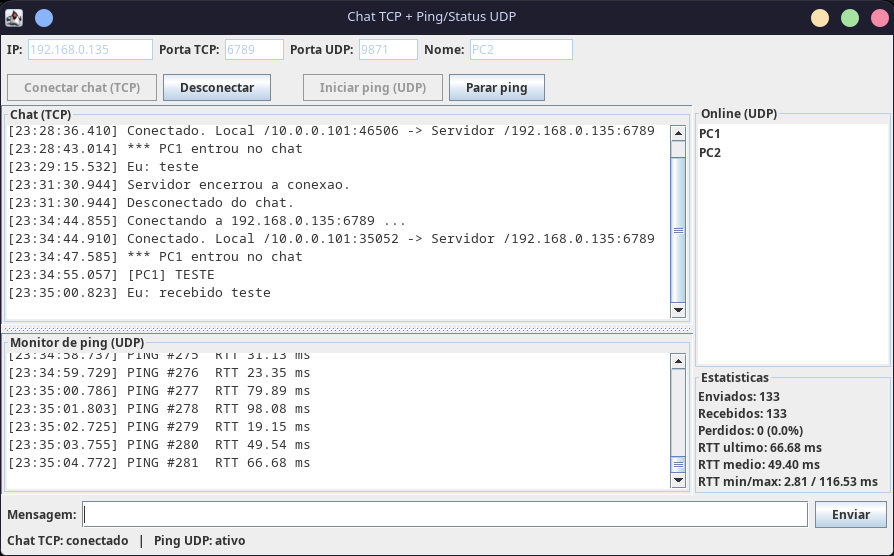 Chat TCP + Ping/Status UDP
IP: 192.168.0.135 Porta TCP: 6789 Porta UDP: 9871 Nome: PC2
Conectar chat (TCP) Desconectar Iniciar ping (UDP) Parar ping
Chat (TCP)
[23:28:36.410] Conectado. Local /10.0.0.101:46506 -> Servidor /192.168.0.135:6789
[23:28:43.014] *** PC1 entrou no chat
[23:29:15.532] Eu: teste
[23:31:30.944] Servidor encerrou a conexao.
[23:31:30.944] Desconectado do chat.
[23:34:44.855] Conectando a 192.168.0.135:6789 ...
[23:34:44.910] Conectado. Local /10.0.0.101:35052 -> Servidor /192.168.0.135:6789
[23:34:47.585] *** PC1 entrou no chat
[23:34:55.057] [PC1] TESTE
[23:35:00.823] Eu: recebido teste
Monitor de ping (UDP)
[23:34:58.737] PING #275 RTT 31.13 ms
[23:34:59.729] PING #276 RTT 23.35 ms
[23:35:00.786] PING #277 RTT 79.89 ms
[23:35:01.803] PING #278 RTT 98.08 ms
[23:35:02.725] PING #279 RTT 19.15 ms
[23:35:03.755] PING #280 RTT 49.54 ms
[23:35:04.772] PING #281 RTT 66.68 ms
Online (UDP)
PC1
PC2
Estatisticas
Enviados: 133
Recebidos: 133
Perdidos: 0 (0.0%)
RTT ultimo: 66.68 ms
RTT medio: 49.40 ms
RTT min/max: 2.81 / 116.53 ms
Mensagem: Enviar
Chat TCP: conectado | Ping UDP: ativo